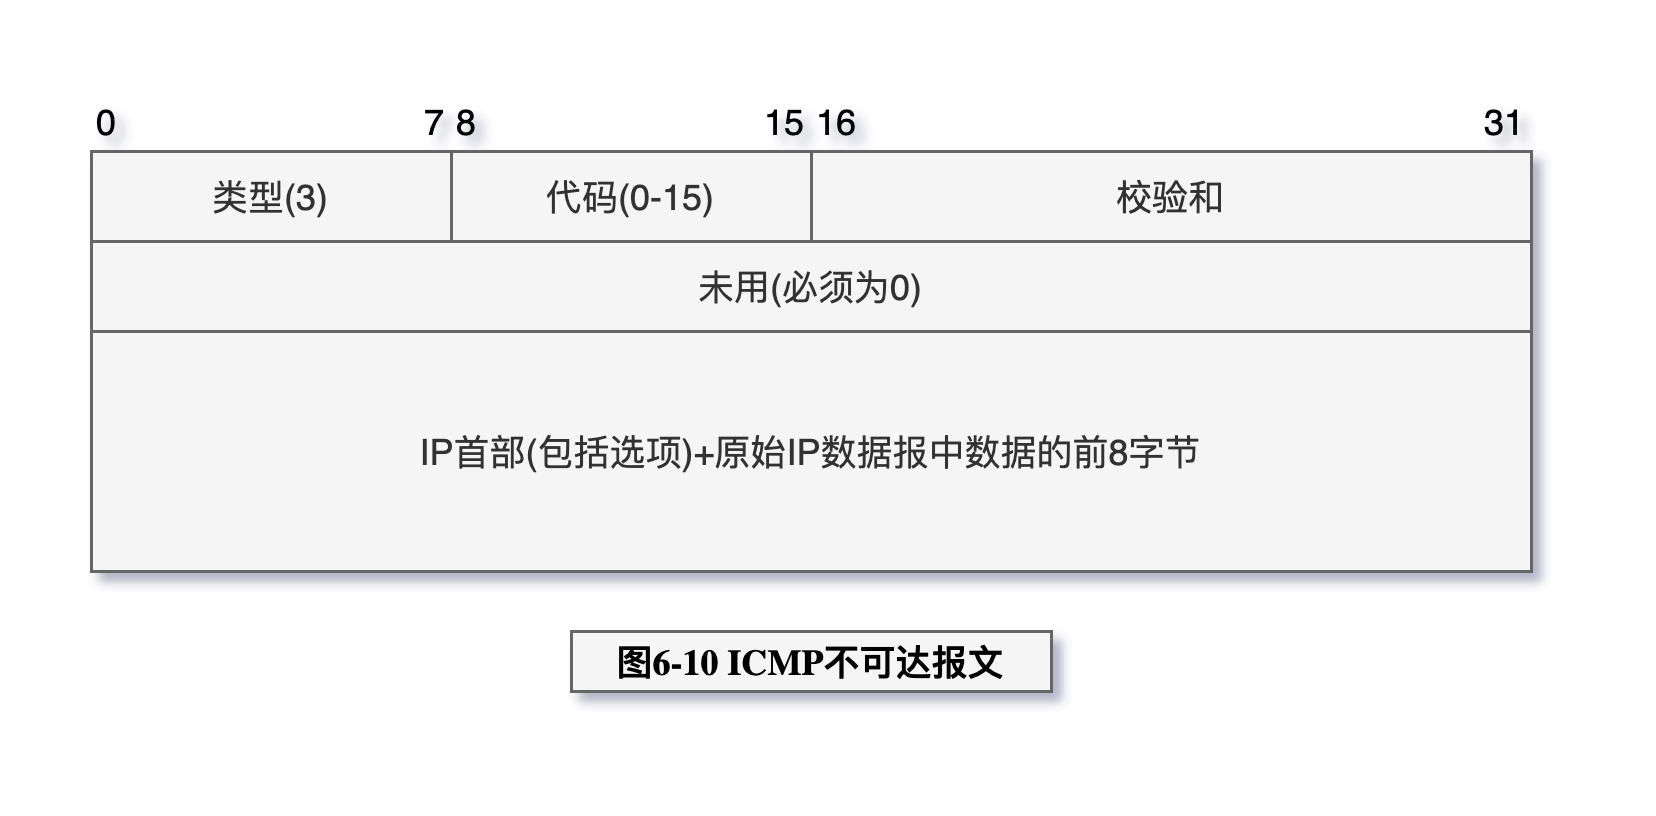 0 7 8 15 16 31
类型(3) 代码(0-15) 校验和
未用(必须为0)
IP首部(包括选项)+原始IP数据报中数据的前8字节
图6-10 ICMP不可达报文